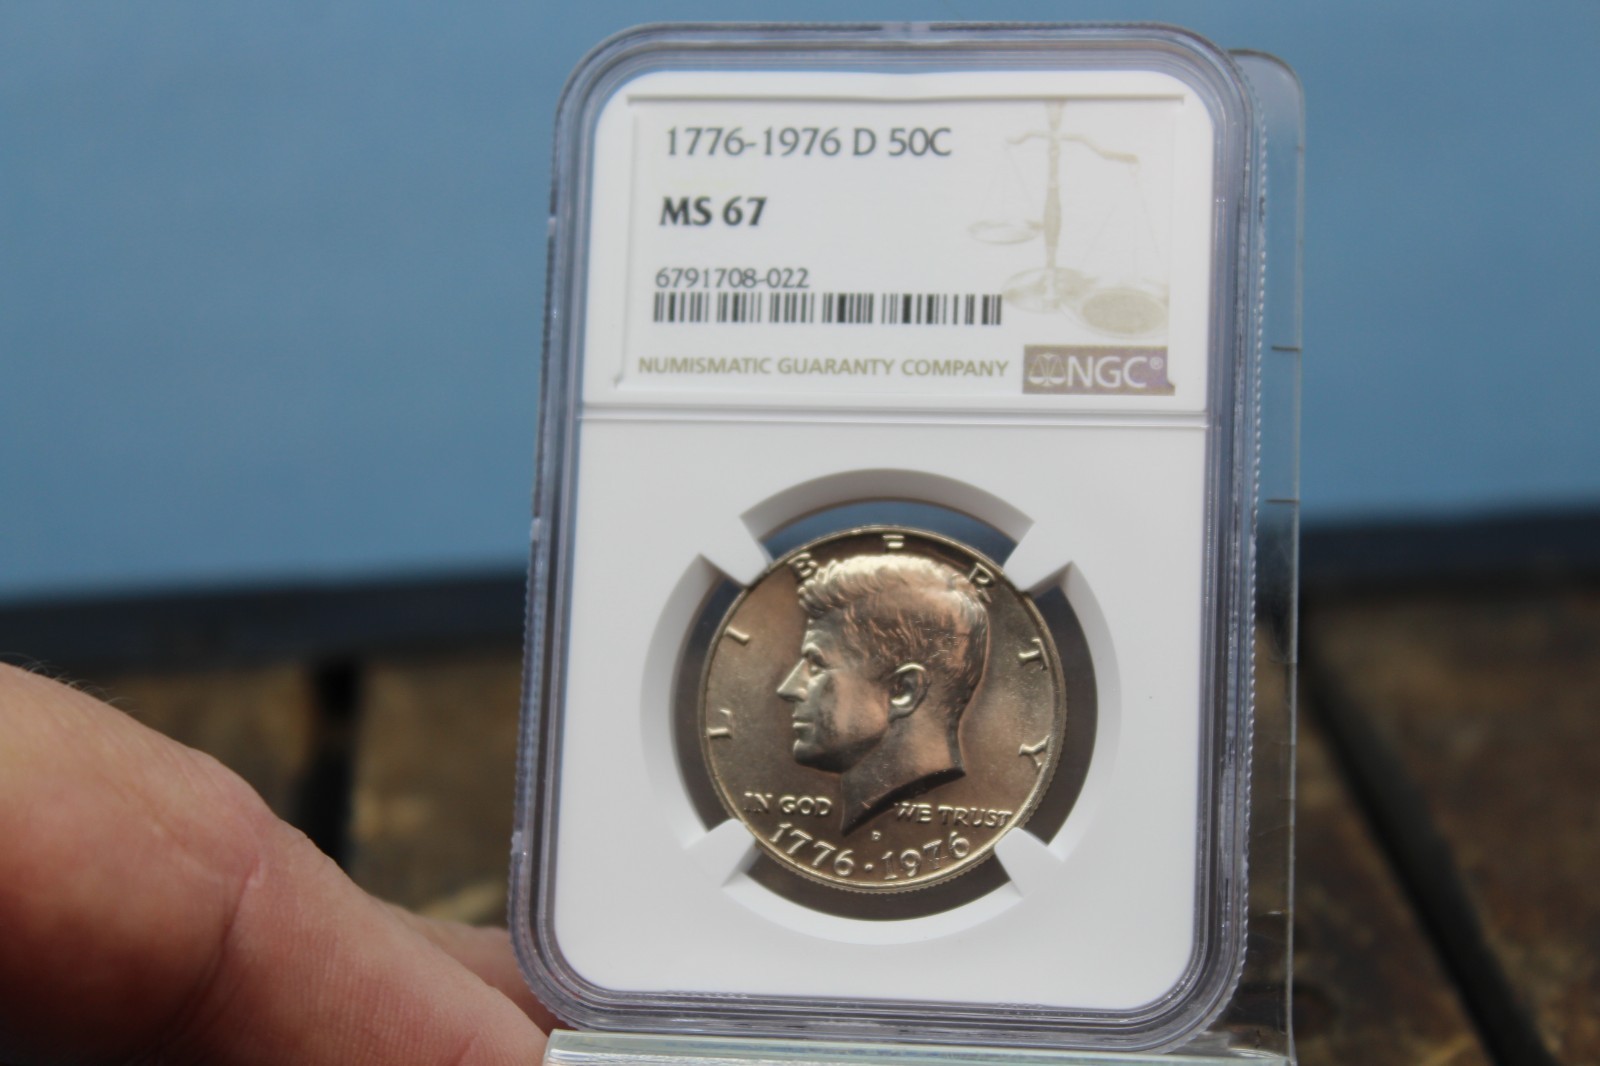 1776-1976 D 50C
MS 67
6791708-022
NUMISMATIC GUARANTY COMPANY
NGC®
LIBERTY
IN GOD WE TRUST
D
1776·1976